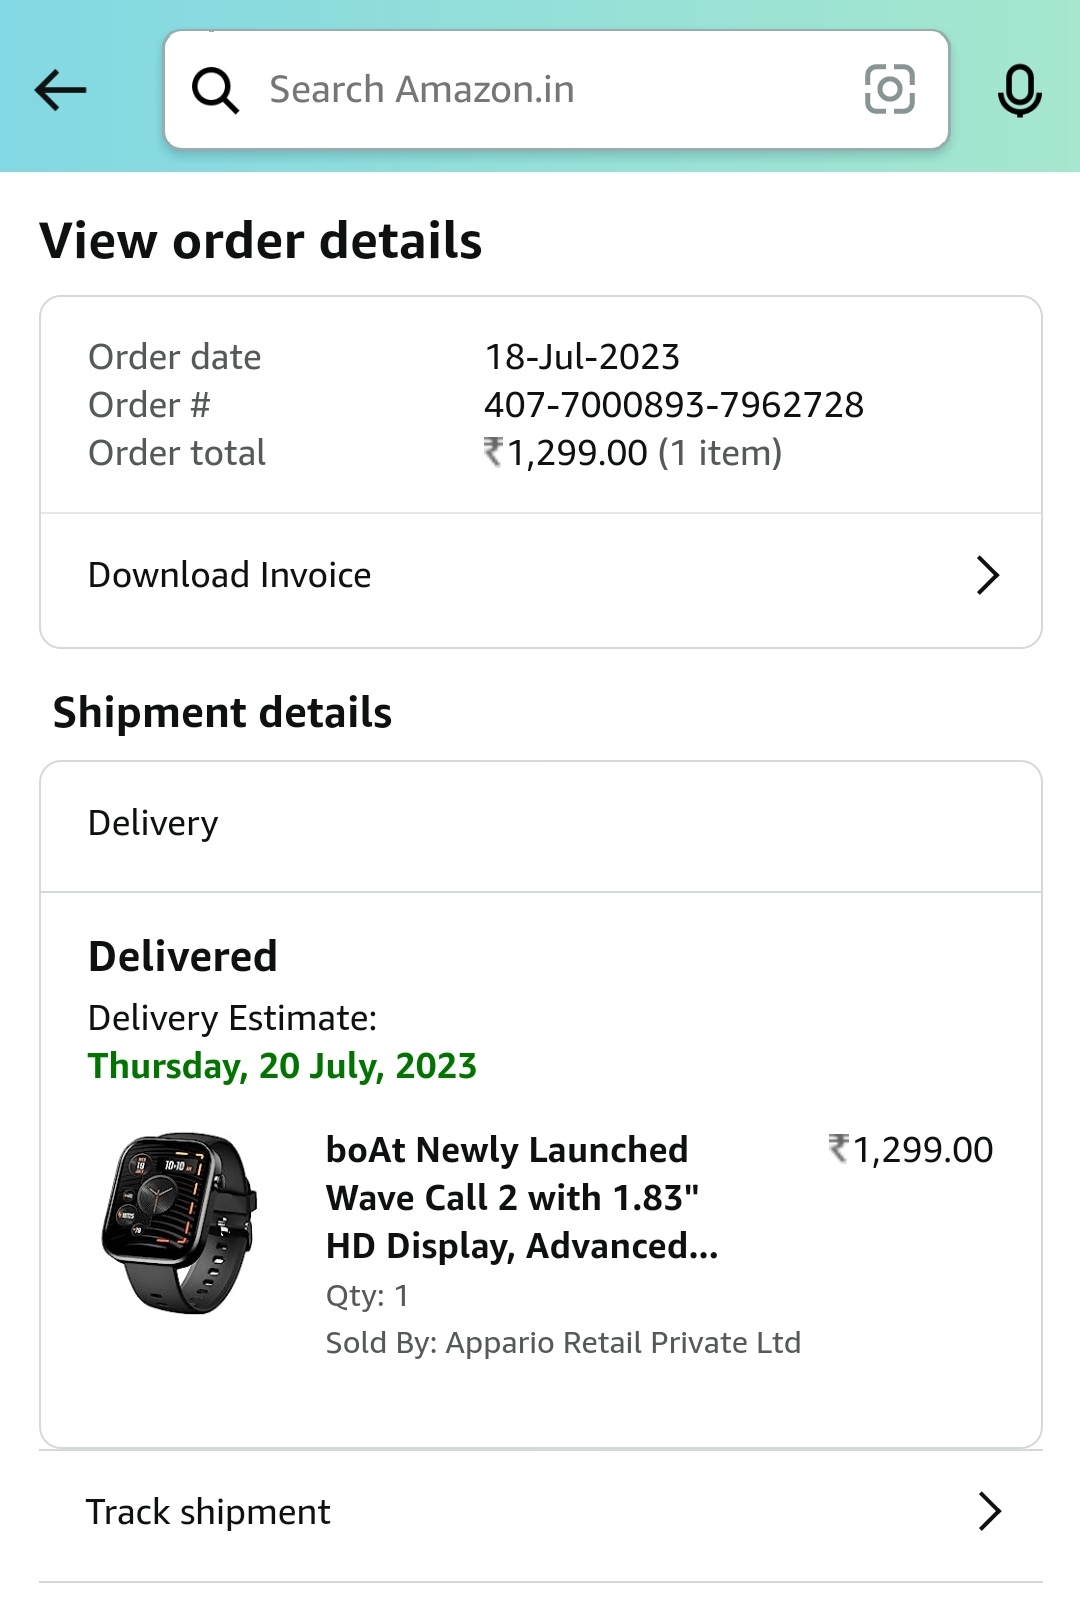 Search Amazon.in
View order details
Order date 18-Jul-2023
Order # 407-7000893-7962728
Order total ₹1,299.00 (1 item)
Download Invoice
Shipment details
Delivery
Delivered
Delivery Estimate:
Thursday, 20 July, 2023
boAt Newly Launched ₹1,299.00
Wave Call 2 with 1.83"
HD Display, Advanced...
Qty: 1
Sold By: Appario Retail Private Ltd
10:10
Track shipment